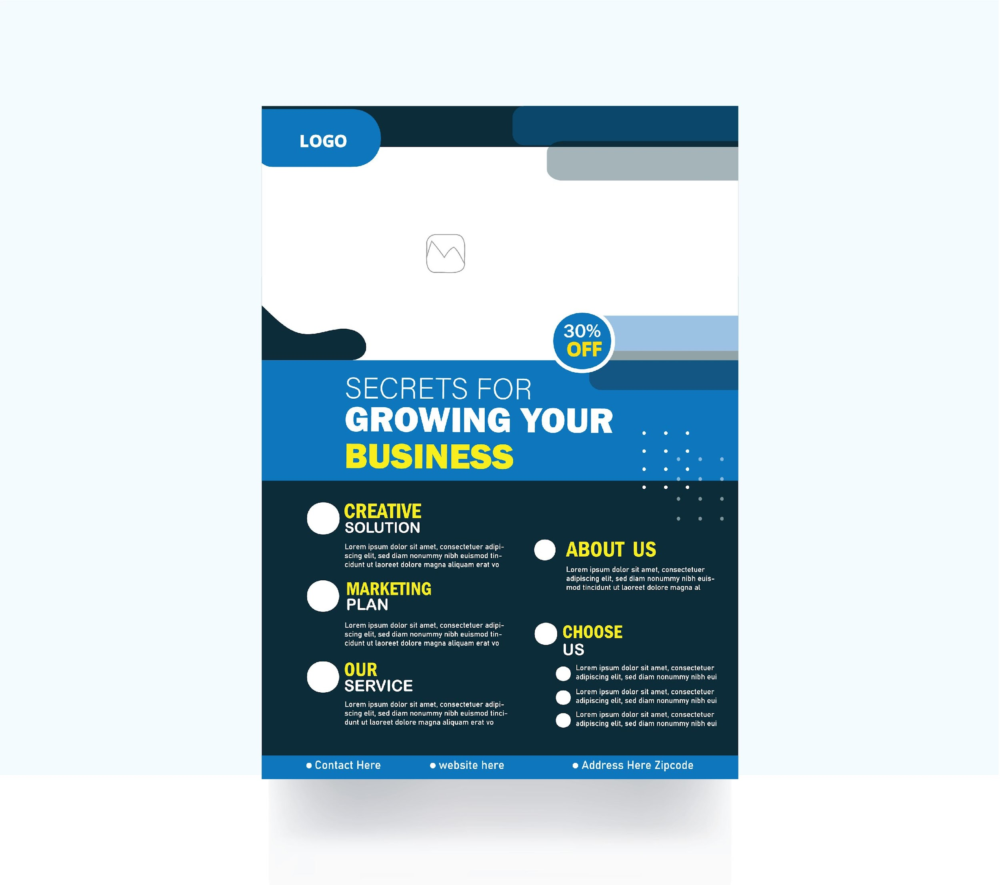 LOGO
30%
OFF
SECRETS FOR
GROWING YOUR
BUSINESS
CREATIVE
SOLUTION
Lorem ipsum dolor sit amet, consectetuer adipi-
scing elit, sed diam nonummy nibh euismod tin-
cidunt ut laoreet dolore magna aliquam erat vo
MARKETING
PLAN
Lorem ipsum dolor sit amet, consectetuer adipi-
scing elit, sed diam nonummy nibh euismod tin-
cidunt ut laoreet dolore magna aliquam erat vo
OUR
SERVICE
Lorem ipsum dolor sit amet, consectetuer adipi-
scing elit, sed diam nonummy nibh euismod tinci-
dunt ut laoreet dolore magna aliquam erat vo
ABOUT US
Lorem ipsum dolor sit amet, consectetuer
adipiscing elit, sed diam nonummy nibh euis-
mod tincidunt ut laoreet dolore magna al
CHOOSE
US
Lorem ipsum dolor sit amet, consectetuer
adipiscing elit, sed diam nonummy nibh eui
Lorem ipsum dolor sit amet, consectetuer
adipiscing elit, sed diam nonummy nibh eui
Lorem ipsum dolor sit amet, consectetuer
adipiscing elit, sed diam nonummy nibh eui
Contact Here
website here
Address Here Zipcode